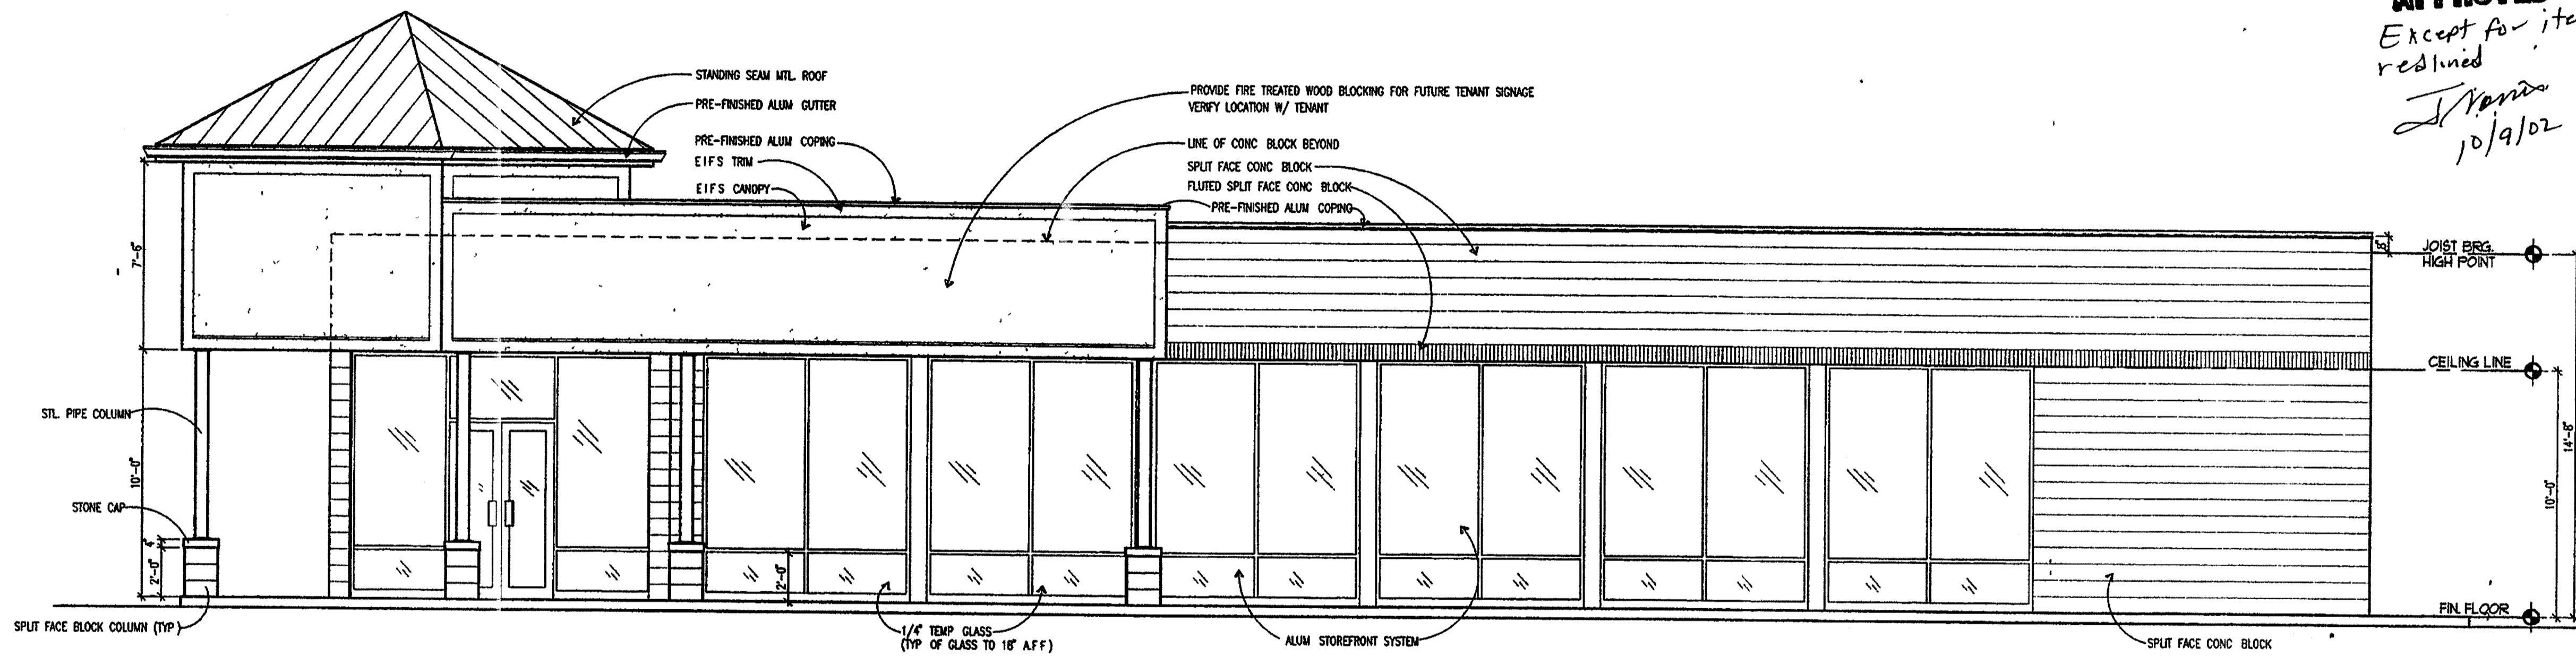 APPROVED
Except for
redlined
10/9/02
STANDING SEAM MTL. ROOF
PRE-FINISHED ALUM GUTTER
PRE-FINISHED ALUM COPING
EIFS TRIM
EIFS CANOPY
PROVIDE FIRE TREATED WOOD BLOCKING FOR FUTURE TENANT SIGNAGE
VERIFY LOCATION W/ TENANT
LINE OF CONC BLOCK BEYOND
SPLIT FACE CONC BLOCK
FLUTED SPLIT FACE CONC BLOCK
PRE-FINISHED ALUM COPING
7'-6"
8"
JOIST BRG.
HIGH POINT
CEILING LINE
STL. PIPE COLUMN
10'-0"
14'-8"
10'-0"
STONE CAP
4"
2'-0"
2'-0"
FIN. FLOOR
SPLIT FACE BLOCK COLUMN (TYP)
1/4" TEMP GLASS
(TYP OF GLASS TO 18" A.F.F)
ALUM STOREFRONT SYSTEM
SPLIT FACE CONC BLOCK